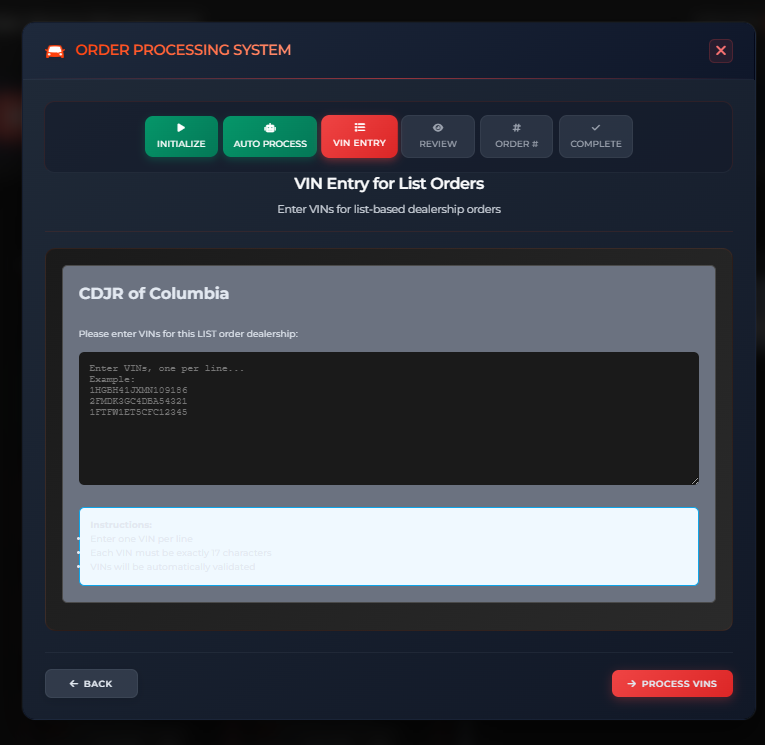 ORDER PROCESSING SYSTEM
INITIALIZE
AUTO PROCESS
VIN ENTRY
REVIEW
ORDER #
COMPLETE
VIN Entry for List Orders
Enter VINs for list-based dealership orders
CDJR of Columbia
Please enter VINs for this LIST order dealership:
Enter VINs, one per line...
Example:
1HGBH41JXMN109186
2FMDK3GC4DBA54321
1FTFW1ET5CFC12345
Instructions:
Enter one VIN per line
Each VIN must be exactly 17 characters
VINs will be automatically validated
BACK
PROCESS VINS